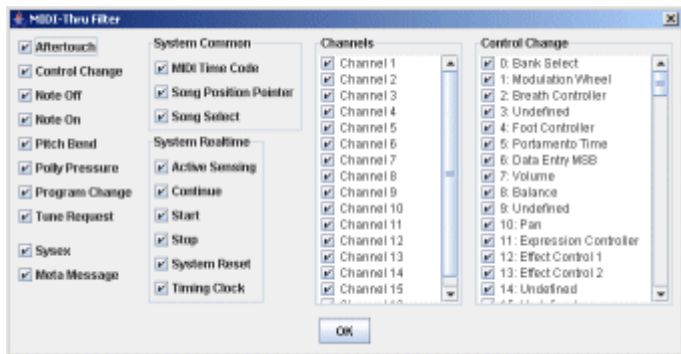 MIDI-Thru Filter
Aftertouch
Control Change
Note Off
Note On
Pitch Bend
Polly Pressure
Program Change
Tune Request
Sysex
Meta Message
System Common
MIDI Time Code
Song Position Pointer
Song Select
System Realtime
Active Sensing
Continue
Start
Stop
System Reset
Timing Clock
Channels
Channel 1
Channel 2
Channel 3
Channel 4
Channel 5
Channel 6
Channel 7
Channel 8
Channel 9
Channel 10
Channel 11
Channel 12
Channel 13
Channel 14
Channel 15
Control Change
0: Bank Select
1: Modulation Wheel
2: Breath Controller
3: Undefined
4: Foot Controller
5: Portamento Time
6: Data Entry MSB
7: Volume
8: Balance
9: Undefined
10: Pan
11: Expression Controller
12: Effect Control 1
13: Effect Control 2
14: Undefined
OK